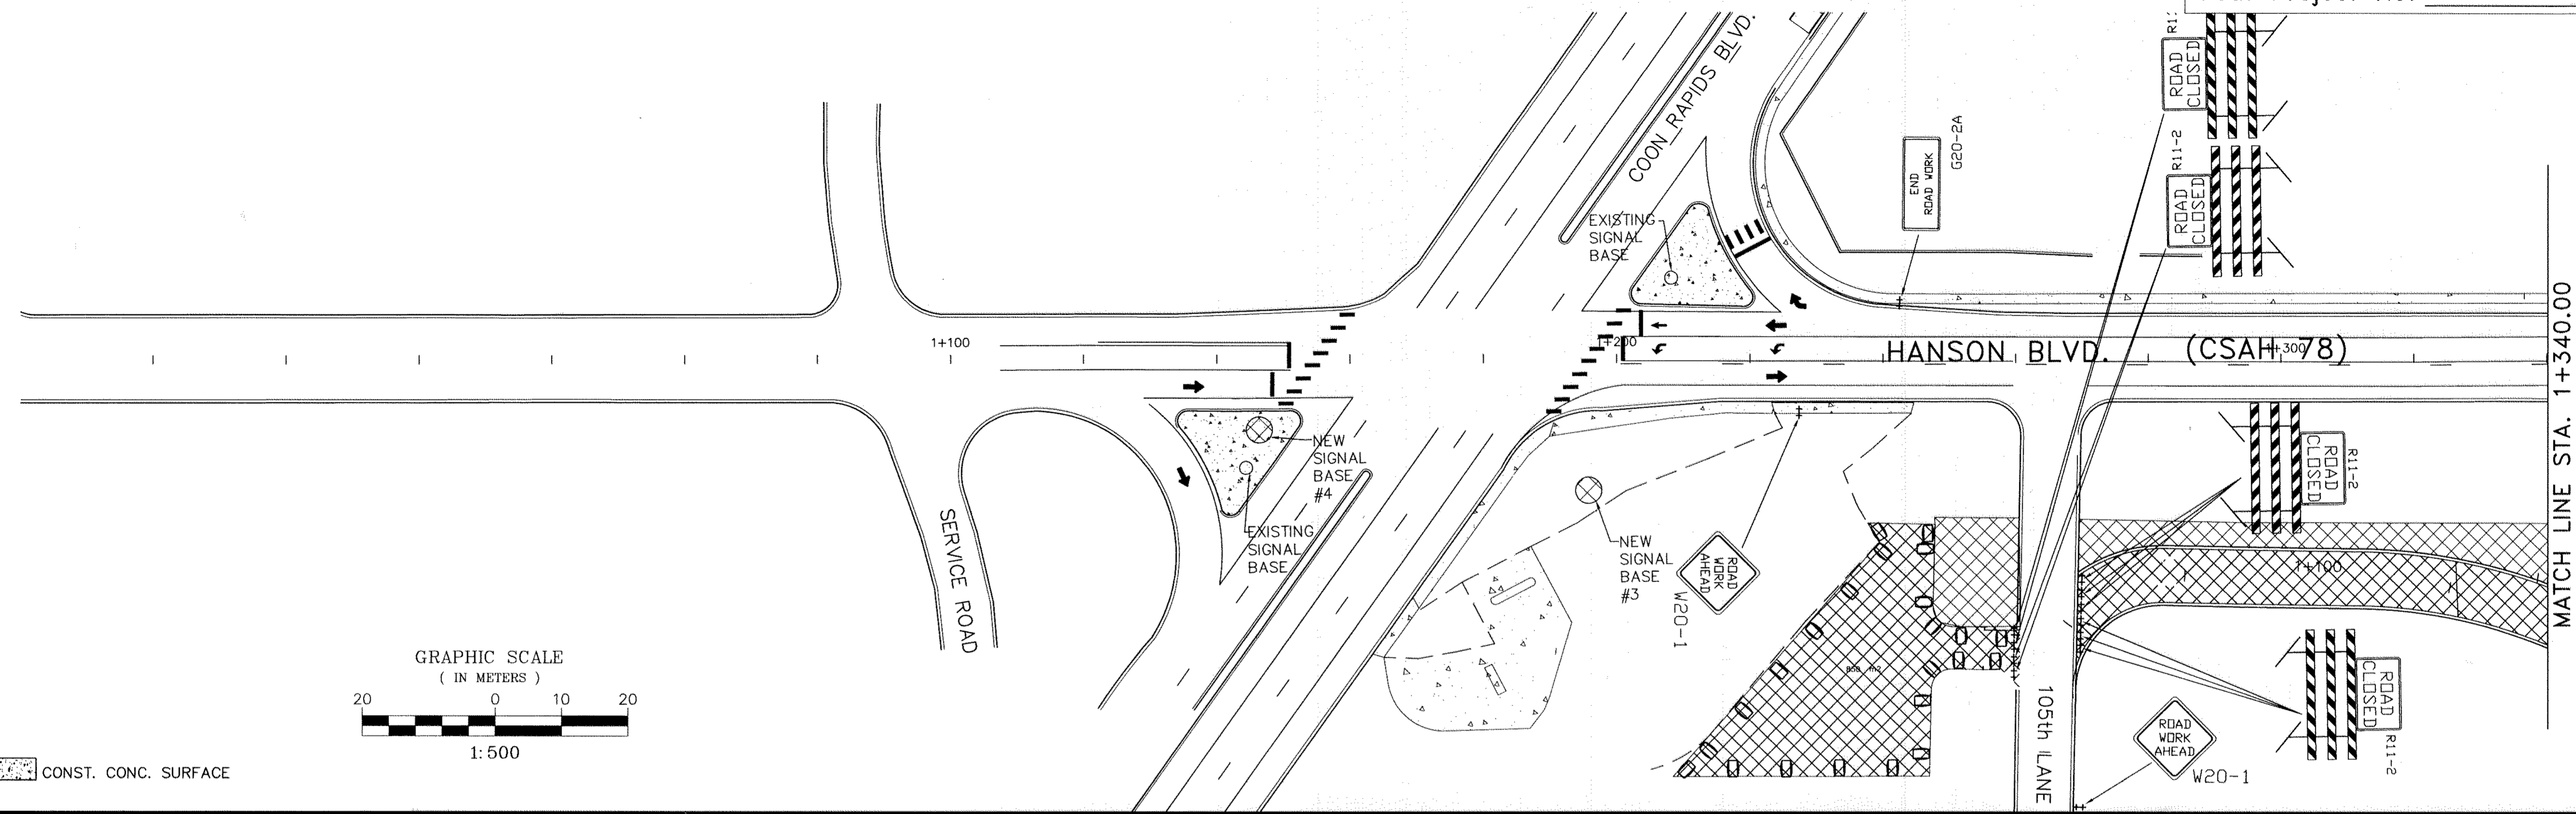 COON RAPIDS BLVD.
R11-2
ROAD
CLOSED
ROAD
CLOSED
END
ROAD WORK
G20-2A
EXISTING
SIGNAL
BASE
1+100
1+200
HANSON BLVD.
(CSAH 78)
1+300
MATCH LINE STA. 1+340.00
NEW
SIGNAL
BASE
#4
EXISTING
SIGNAL
BASE
SERVICE ROAD
NEW
SIGNAL
BASE
#3
ROAD
WORK
AHEAD
W20-1
ROAD
CLOSED
R11-2
1+100
ROAD
CLOSED
R11-2
105th LANE
ROAD
WORK
AHEAD
W20-1
GRAPHIC SCALE
( IN METERS )
20 0 10 20
1:500
CONST. CONC. SURFACE